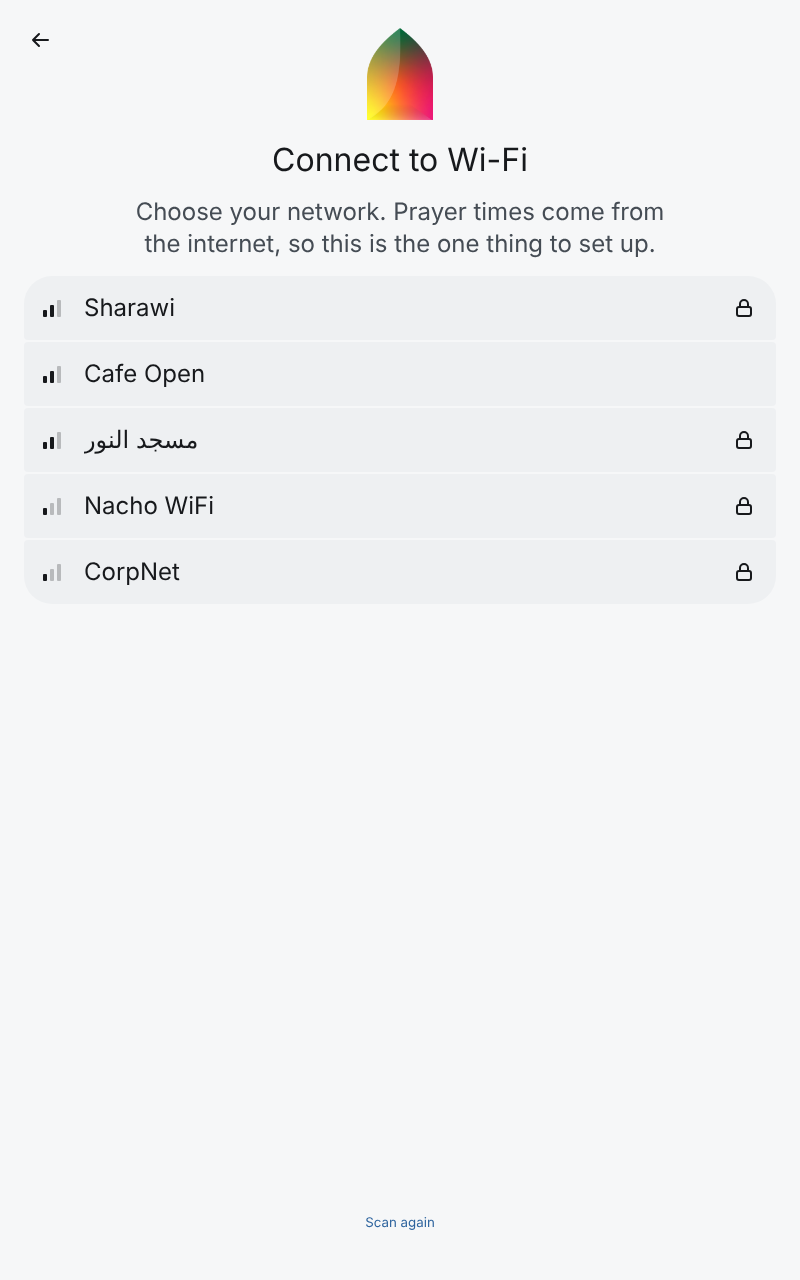 Connect to Wi-Fi
Choose your network. Prayer times come from
the internet, so this is the one thing to set up.
Sharawi
Cafe Open
مسجد النور
Nacho WiFi
CorpNet
Scan again